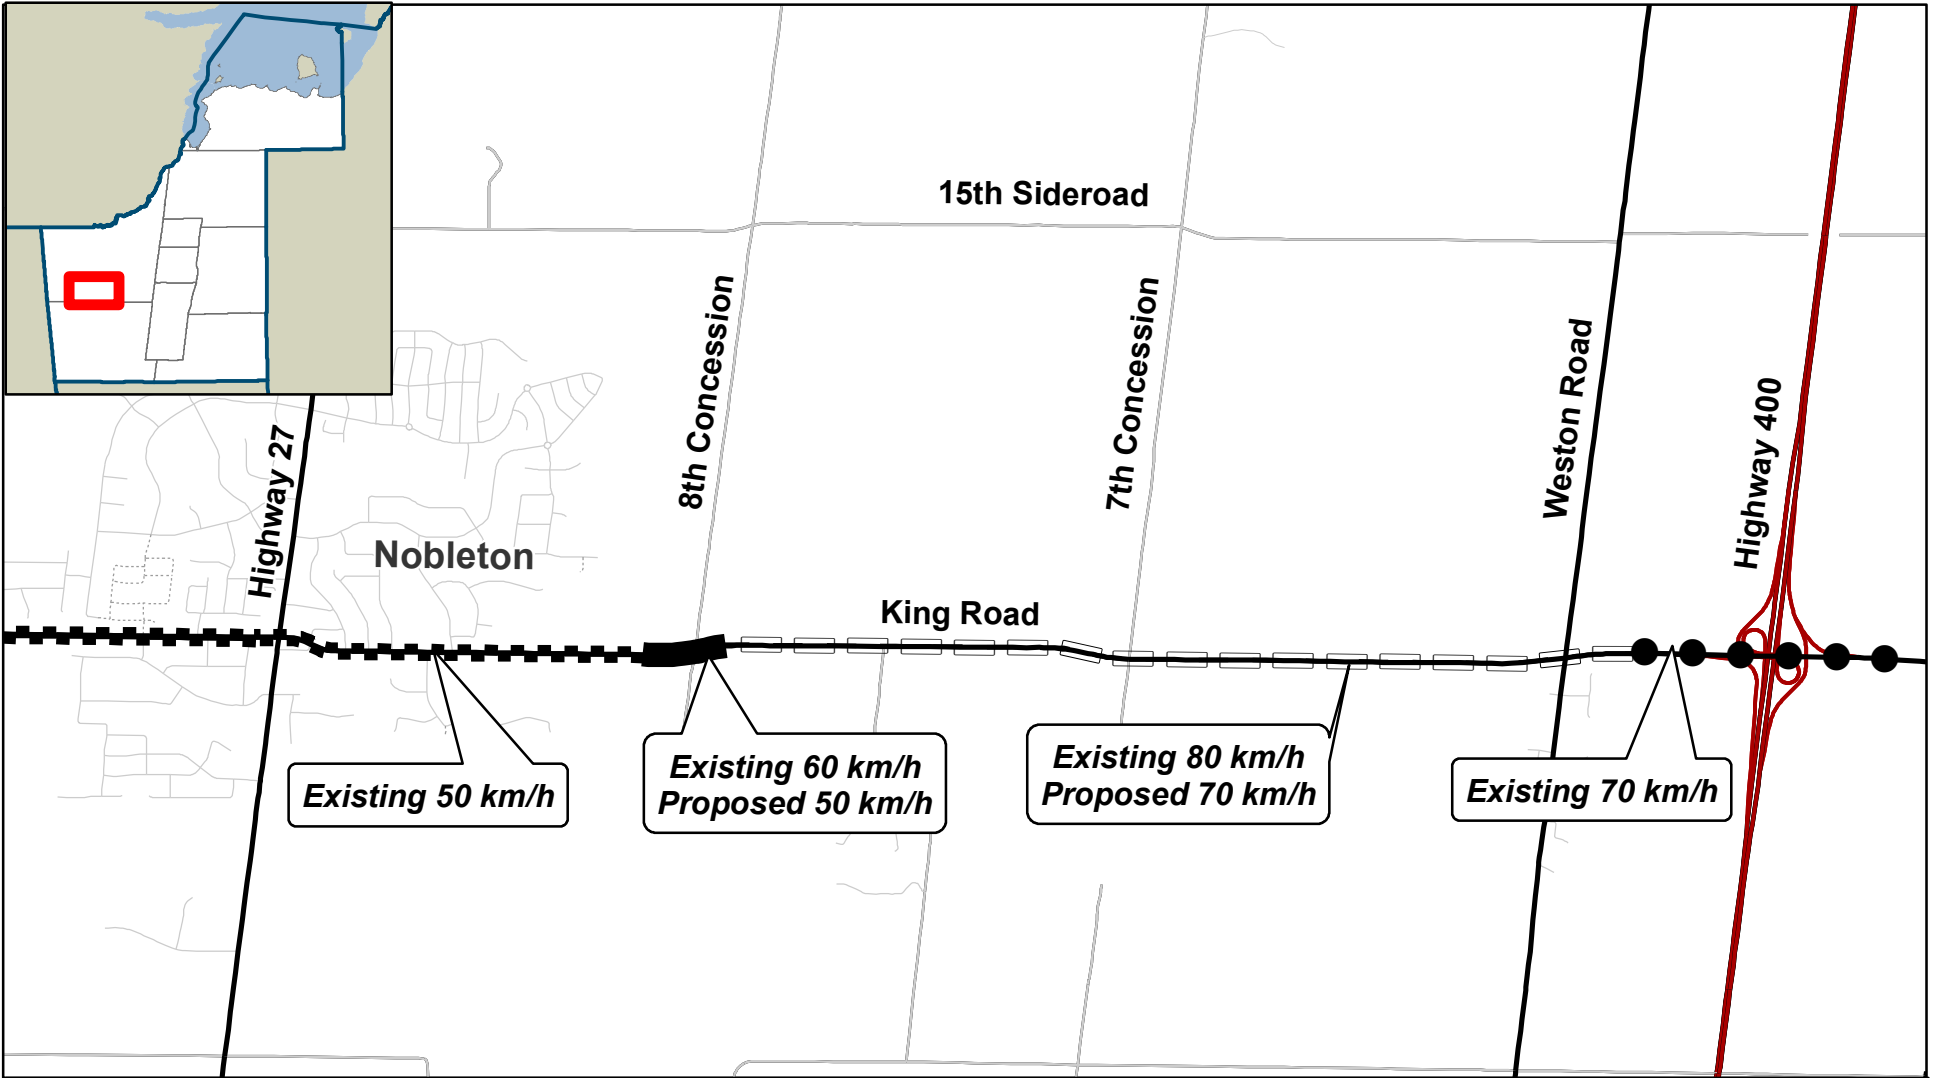 15th Sideroad
8th Concession
7th Concession
Weston Road
Highway 400
Highway 27
Nobleton
King Road
Existing 50 km/h
Existing 60 km/h
Proposed 50 km/h
Existing 80 km/h
Proposed 70 km/h
Existing 70 km/h